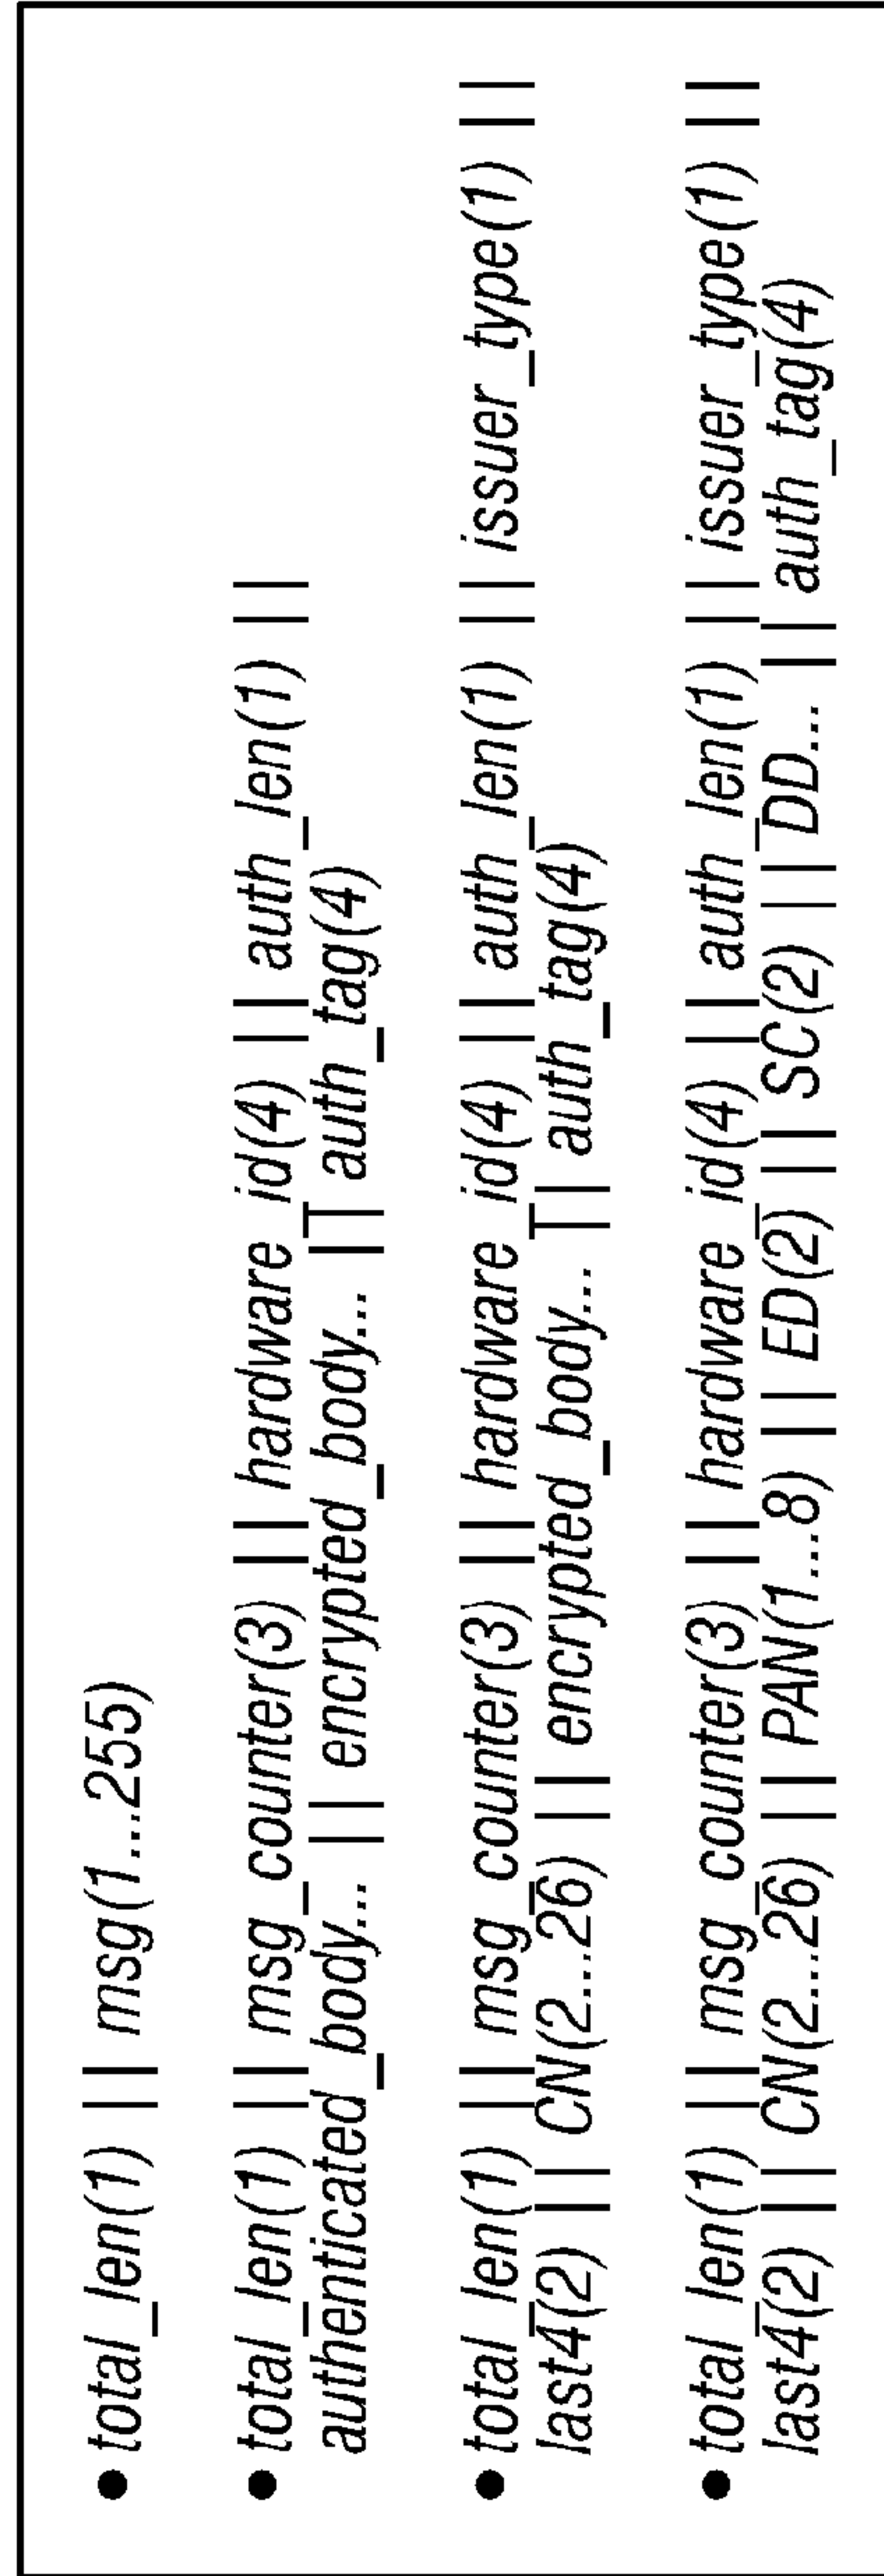 • total_len(1) || msg(1...255)
• total_len(1) || msg_counter(3) || hardware_id(4) || auth_len(1) ||
authenticated_body... || encrypted_body... || auth_tag(4)
• total_len(1) || msg_counter(3) || hardware_id(4) || auth_len(1) || issuer_type(1) ||
last4(2) || CN(2...26) || encrypted_body... || auth_tag(4)
• total_len(1) || msg_counter(3) || hardware_id(4) || auth_len(1) || issuer_type(1) ||
last4(2) || CN(2...26) || PAN(1...8) || ED(2) || SC(2) || DD... || auth_tag(4)